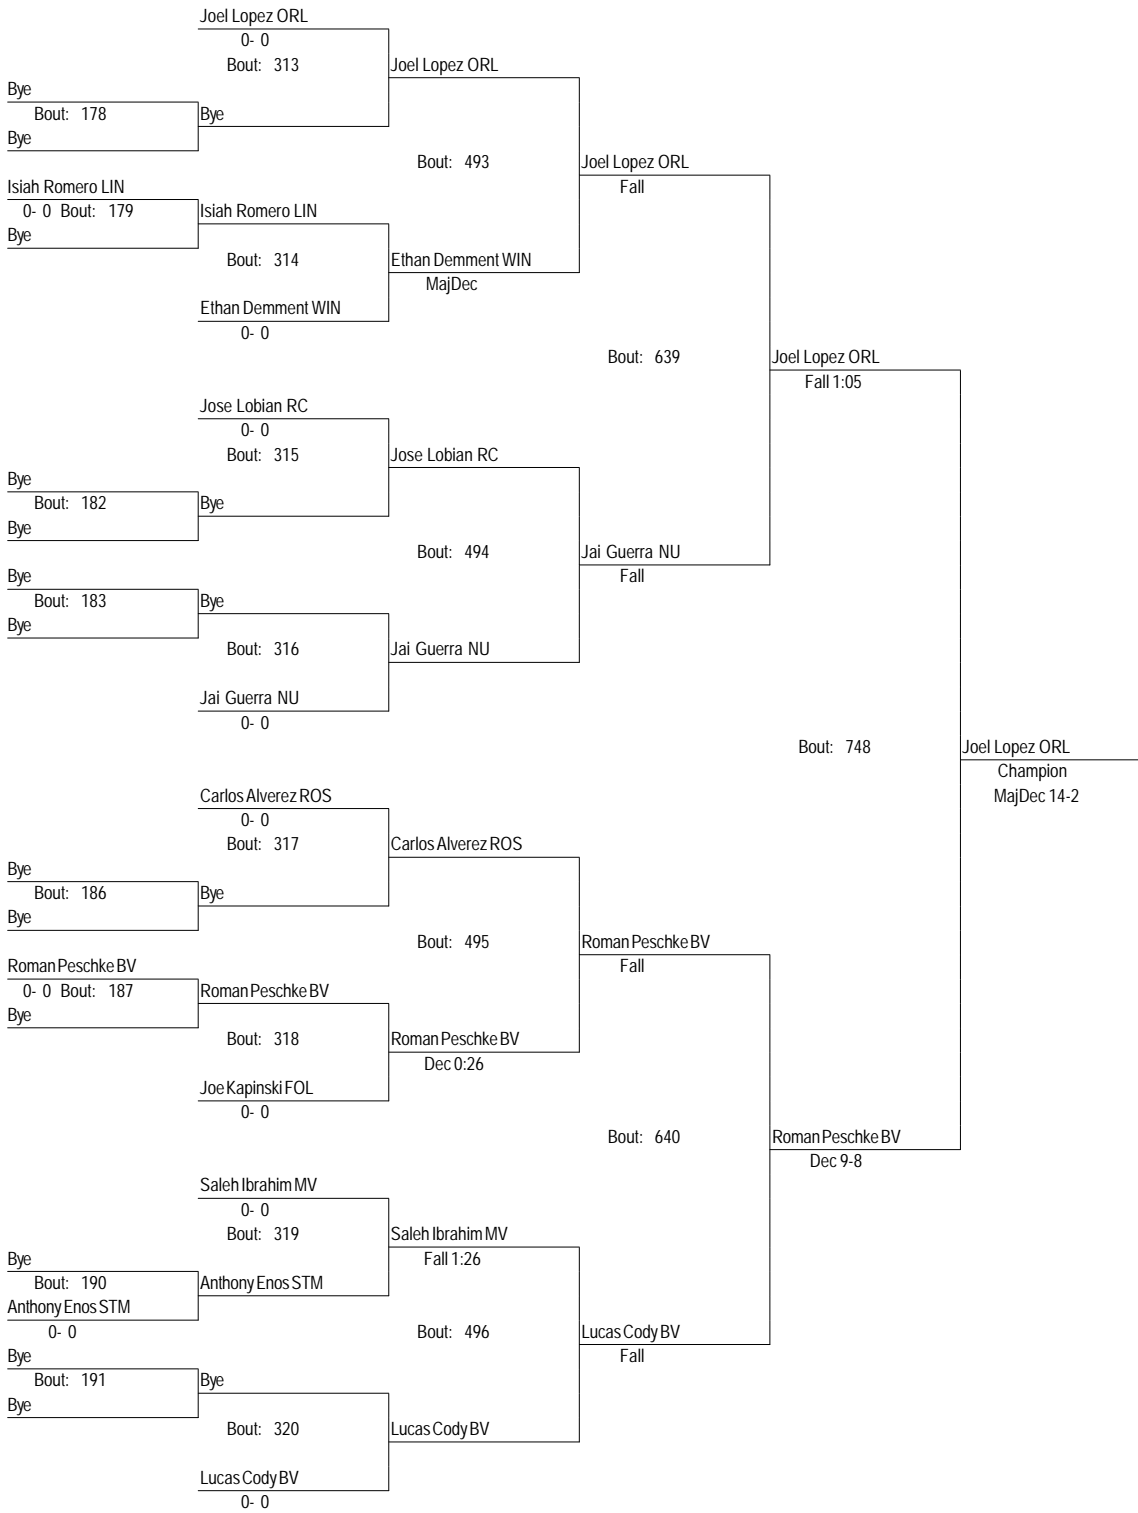 Joel Lopez ORL
0- 0
Bout: 313
Joel Lopez ORL
Bye
Bout: 178
Bye
Bye
Bout: 493
Joel Lopez ORL
Fall
Isiah Romero LIN
0- 0 Bout: 179
Isiah Romero LIN
Bye
Bout: 314
Ethan Demment WIN
MajDec
Ethan Demment WIN
0- 0
Bout: 639
Joel Lopez ORL
Fall 1:05
Jose Lobian RC
0- 0
Bout: 315
Jose Lobian RC
Bye
Bout: 182
Bye
Bye
Bout: 494
Jai Guerra NU
Fall
Bye
Bout: 183
Bye
Bye
Bout: 316
Jai Guerra NU
Jai Guerra NU
0- 0
Bout: 748
Joel Lopez ORL
Champion
MajDec 14-2
Carlos Alverez ROS
0- 0
Bout: 317
Carlos Alverez ROS
Bye
Bout: 186
Bye
Bye
Bout: 495
Roman Peschke BV
Fall
Roman Peschke BV
0- 0 Bout: 187
Roman Peschke BV
Bye
Bout: 318
Roman Peschke BV
Dec 0:26
Joe Kapinski FOL
0- 0
Bout: 640
Roman Peschke BV
Dec 9-8
Saleh Ibrahim MV
0- 0
Bout: 319
Saleh Ibrahim MV
Fall 1:26
Bye
Bout: 190
Anthony Enos STM
Anthony Enos STM
0- 0
Bout: 496
Lucas Cody BV
Fall
Bye
Bout: 191
Bye
Bye
Bout: 320
Lucas Cody BV
Lucas Cody BV
0- 0